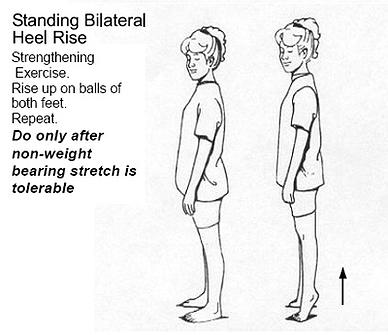 Standing Bilateral
Heel Rise
Strengthening
Exercise.
Rise up on balls of
both feet.
Repeat.
Do only after
non-weight
bearing stretch is
tolerable